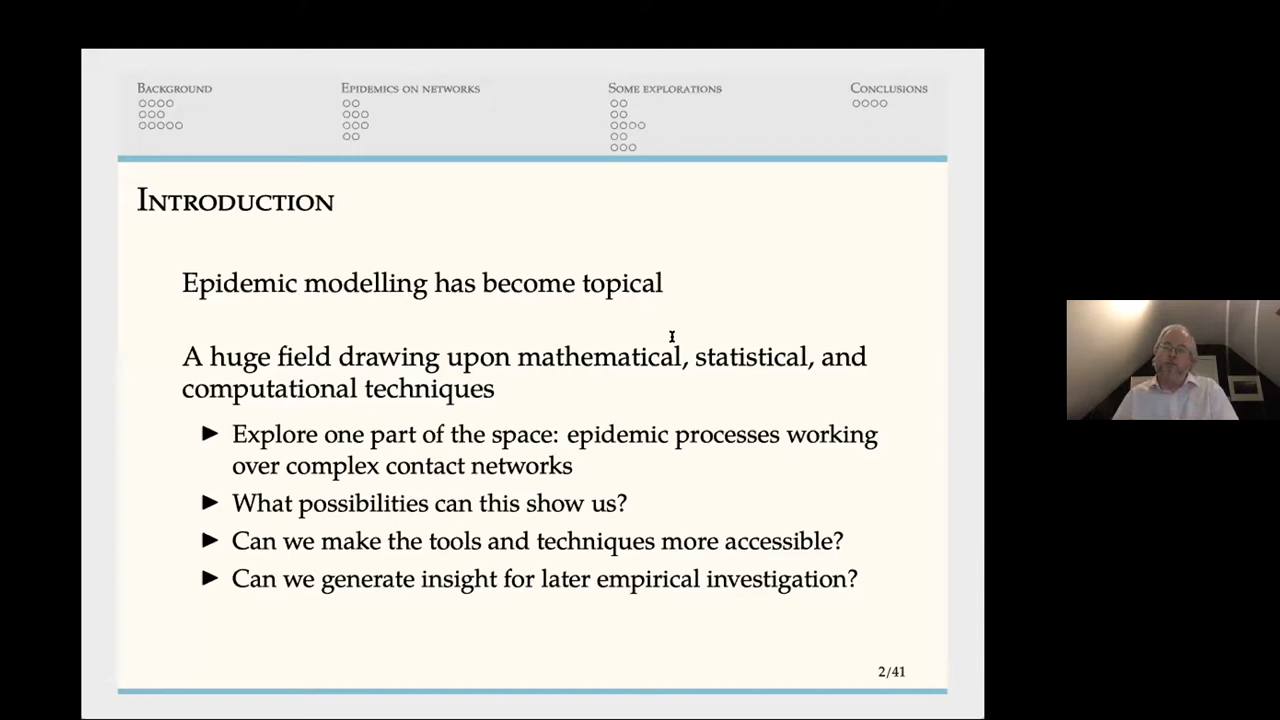 BACKGROUND
EPIDEMICS ON NETWORKS
SOME EXPLORATIONS
CONCLUSIONS
INTRODUCTION
Epidemic modelling has become topical
A huge field drawing upon mathematical, statistical, and
computational techniques
Explore one part of the space: epidemic processes working
over complex contact networks
What possibilities can this show us?
Can we make the tools and techniques more accessible?
Can we generate insight for later empirical investigation?
2/41